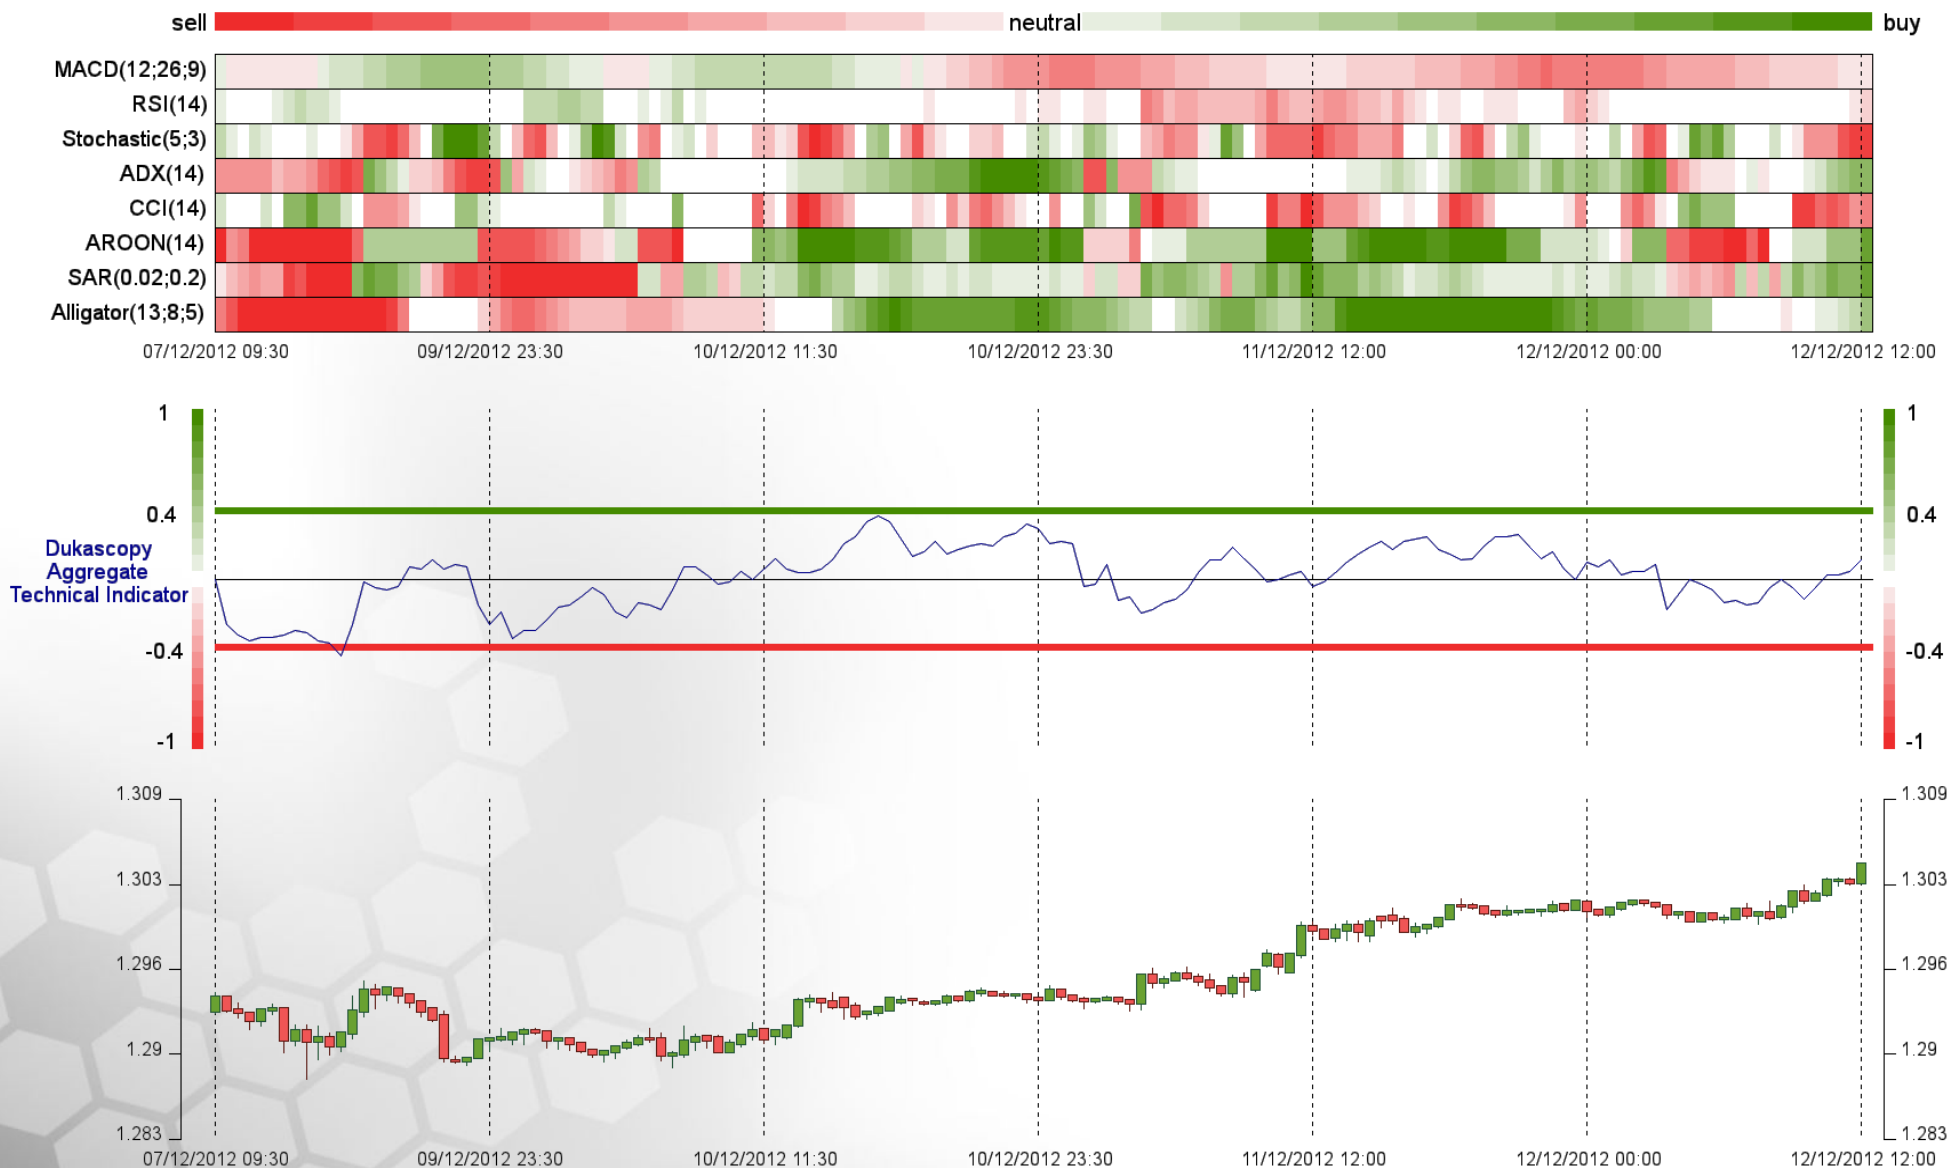 sell neutral buy
MACD(12;26;9)
RSI(14)
Stochastic(5;3)
ADX(14)
CCI(14)
AROON(14)
SAR(0.02;0.2)
Alligator(13;8;5)
07/12/2012 09:30 09/12/2012 23:30 10/12/2012 11:30 10/12/2012 23:30 11/12/2012 12:00 12/12/2012 00:00 12/12/2012 12:00
1 1
0.4 0.4
Dukascopy
Aggregate
Technical Indicator
-0.4 -0.4
-1 -1
1.309 1.309
1.303 1.303
1.296 1.296
1.29 1.29
1.283 1.283
07/12/2012 09:30 09/12/2012 23:30 10/12/2012 11:30 10/12/2012 23:30 11/12/2012 12:00 12/12/2012 00:00 12/12/2012 12:00